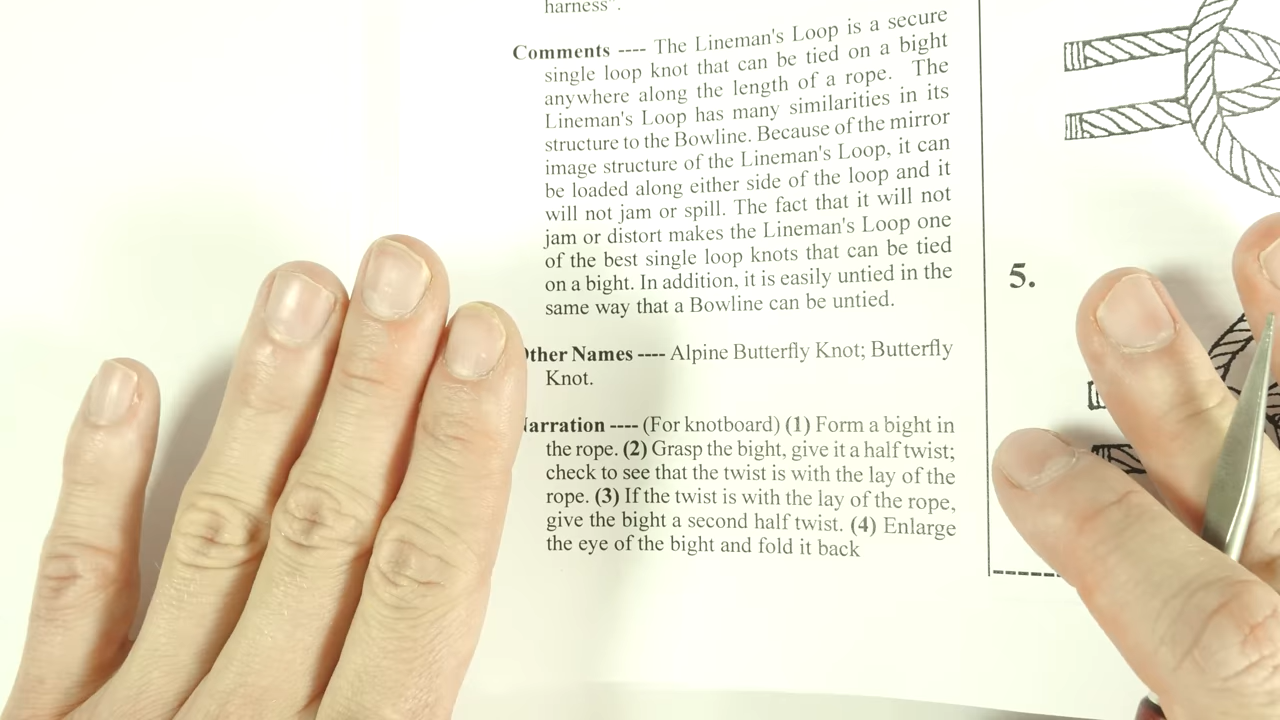 harness".
Comments ---- The Lineman's Loop is a secure
single loop knot that can be tied on a bight
anywhere along the length of a rope. The
Lineman's Loop has many similarities in its
structure to the Bowline. Because of the mirror
image structure of the Lineman's Loop, it can
be loaded along either side of the loop and it
will not jam or spill. The fact that it will not
jam or distort makes the Lineman's Loop one
of the best single loop knots that can be tied
on a bight. In addition, it is easily untied in the
same way that a Bowline can be untied.
Other Names ---- Alpine Butterfly Knot; Butterfly
Knot.
Narration ---- (For knotboard) (1) Form a bight in
the rope. (2) Grasp the bight, give it a half twist;
check to see that the twist is with the lay of the
rope. (3) If the twist is with the lay of the rope,
give the bight a second half twist. (4) Enlarge
the eye of the bight and fold it back
5.